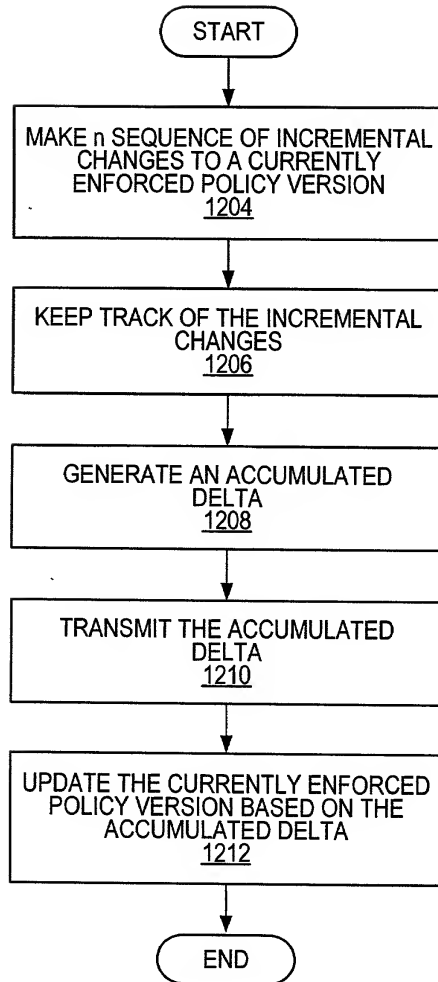 START
MAKE n SEQUENCE OF INCREMENTAL
CHANGES TO A CURRENTLY
ENFORCED POLICY VERSION
1204
KEEP TRACK OF THE INCREMENTAL
CHANGES
1206
GENERATE AN ACCUMULATED
DELTA
1208
TRANSMIT THE ACCUMULATED
DELTA
1210
UPDATE THE CURRENTLY ENFORCED
POLICY VERSION BASED ON THE
ACCUMULATED DELTA
1212
END